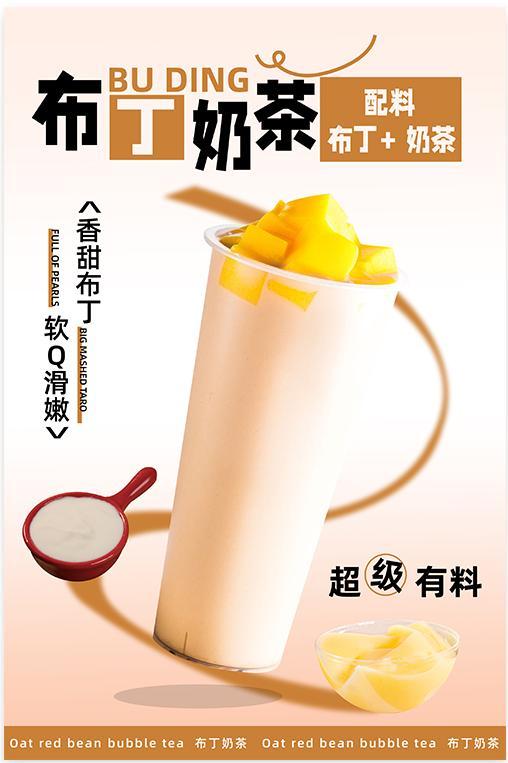 BU DING
布丁奶茶
配料
布丁+ 奶茶
《香甜布丁
FULL OF PEARLS
软Q滑嫩》
BIG MASHED TARO
超级有料
Oat red bean bubble tea 布丁奶茶 Oat red bean bubble tea 布丁奶茶